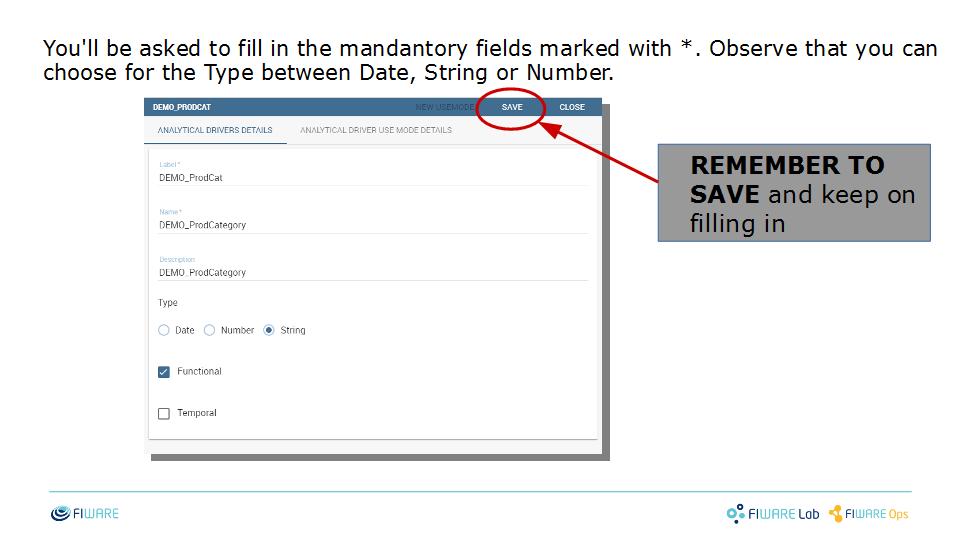 You'll be asked to fill in the mandantory fields marked with *. Observe that you can
choose for the Type between Date, String or Number.
DEMO_PRODCAT NEW USEMODE SAVE CLOSE
ANALYTICAL DRIVERS DETAILS ANALYTICAL DRIVER USE MODE DETAILS
Label *
DEMO_ProdCat
Name *
DEMO_ProdCategory
Description
DEMO_ProdCategory
Type
Date Number String
Functional
Temporal
REMEMBER TO
SAVE and keep on
filling in
FIWARE FIWARE Lab FIWARE Ops